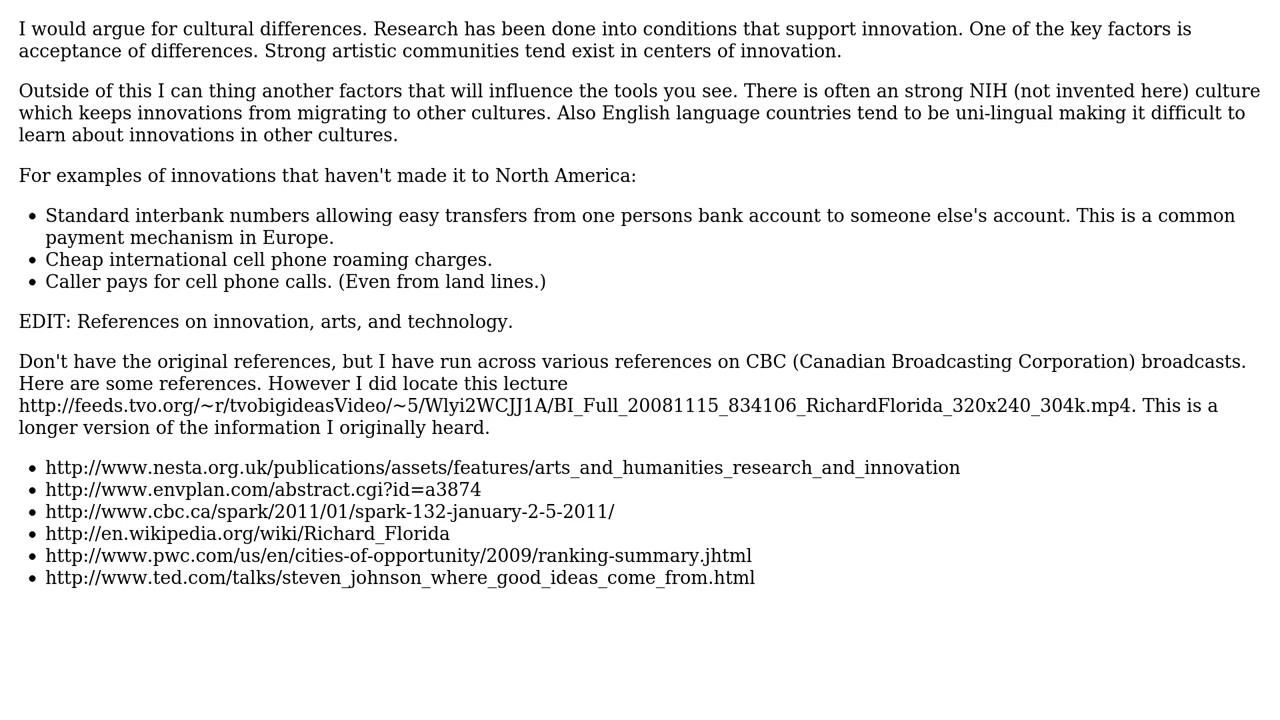 I would argue for cultural differences. Research has been done into conditions that support innovation. One of the key factors is
acceptance of differences. Strong artistic communities tend exist in centers of innovation.
Outside of this I can thing another factors that will influence the tools you see. There is often an strong NIH (not invented here) culture
which keeps innovations from migrating to other cultures. Also English language countries tend to be uni-lingual making it difficult to
learn about innovations in other cultures.
For examples of innovations that haven't made it to North America:
• Standard interbank numbers allowing easy transfers from one persons bank account to someone else's account. This is a common
payment mechanism in Europe.
• Cheap international cell phone roaming charges.
• Caller pays for cell phone calls. (Even from land lines.)
EDIT: References on innovation, arts, and technology.
Don't have the original references, but I have run across various references on CBC (Canadian Broadcasting Corporation) broadcasts.
Here are some references. However I did locate this lecture
http://feeds.tvo.org/~r/tvobigideasVideo/~5/Wlyi2WCJJ1A/BI_Full_20081115_834106_RichardFlorida_320x240_304k.mp4. This is a
longer version of the information I originally heard.
• http://www.nesta.org.uk/publications/assets/features/arts_and_humanities_research_and_innovation
• http://www.envplan.com/abstract.cgi?id=a3874
• http://www.cbc.ca/spark/2011/01/spark-132-january-2-5-2011/
• http://en.wikipedia.org/wiki/Richard_Florida
• http://www.pwc.com/us/en/cities-of-opportunity/2009/ranking-summary.jhtml
• http://www.ted.com/talks/steven_johnson_where_good_ideas_come_from.html